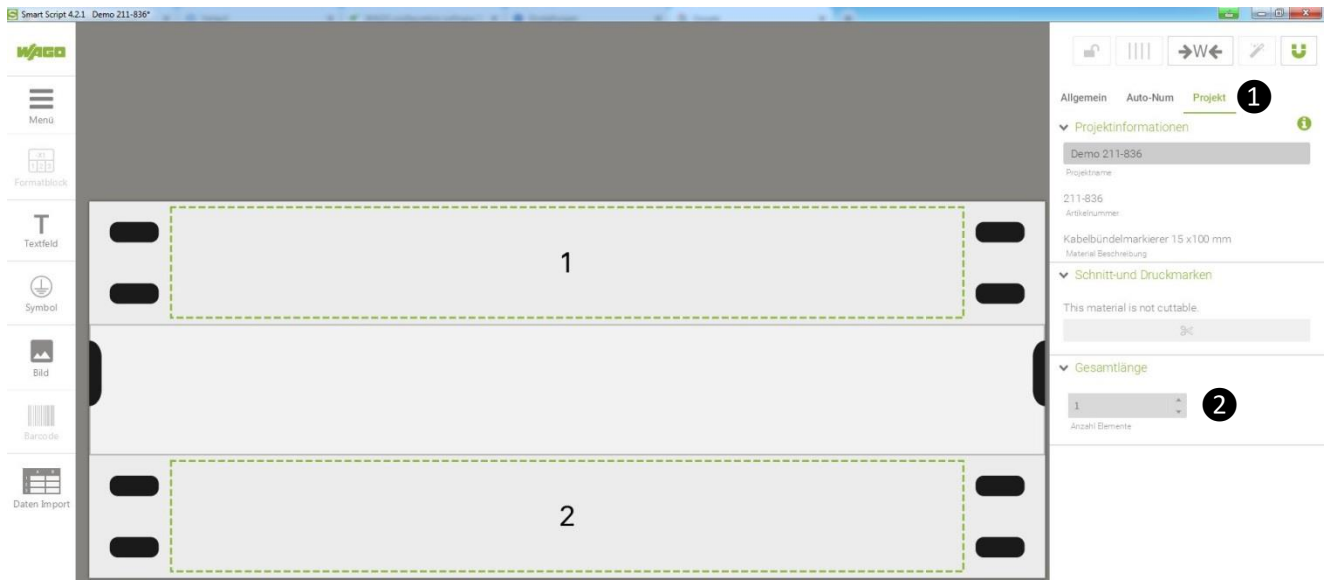 Smart Script 4.2.1 Demo 211-836*
WAGO
Menü
Formatblock
T
Textfeld
Symbol
Bild
Barcode
Daten Import
1
2
→W←
Allgemein Auto-Num Projekt 1
Projektinformationen
Demo 211-836
Projektname
211-836
Artikelnummer
Kabelbündelmarkierer 15 x100 mm
Material Beschreibung
Schnitt-und Druckmarken
This material is not cuttable.
Gesamtlänge
1 2
Anzahl Elemente